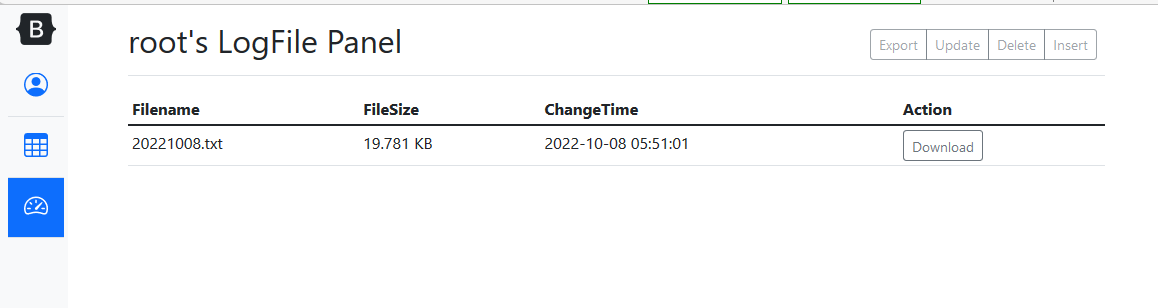 B
root's LogFile Panel
Export Update Delete Insert
Filename FileSize ChangeTime Action
20221008.txt 19.781 KB 2022-10-08 05:51:01 Download